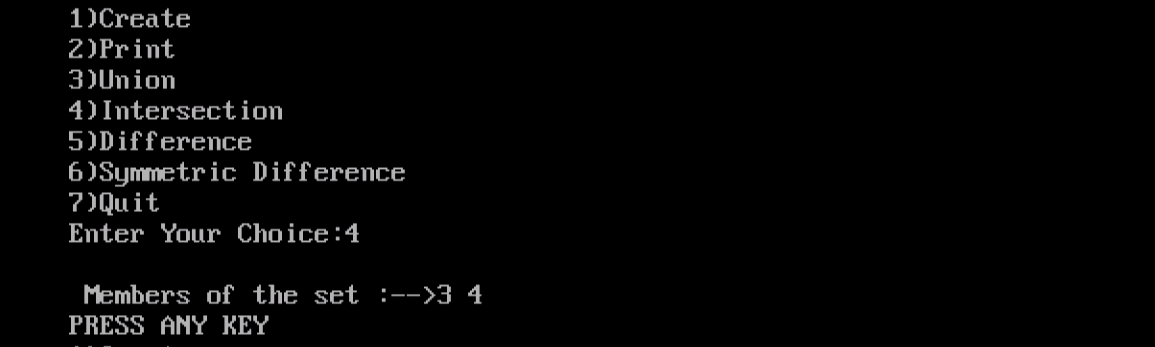 1)Create
2)Print
3)Union
4)Intersection
5)Difference
6)Symmetric Difference
7)Quit
Enter Your Choice:4
Members of the set :-->3 4
PRESS ANY KEY